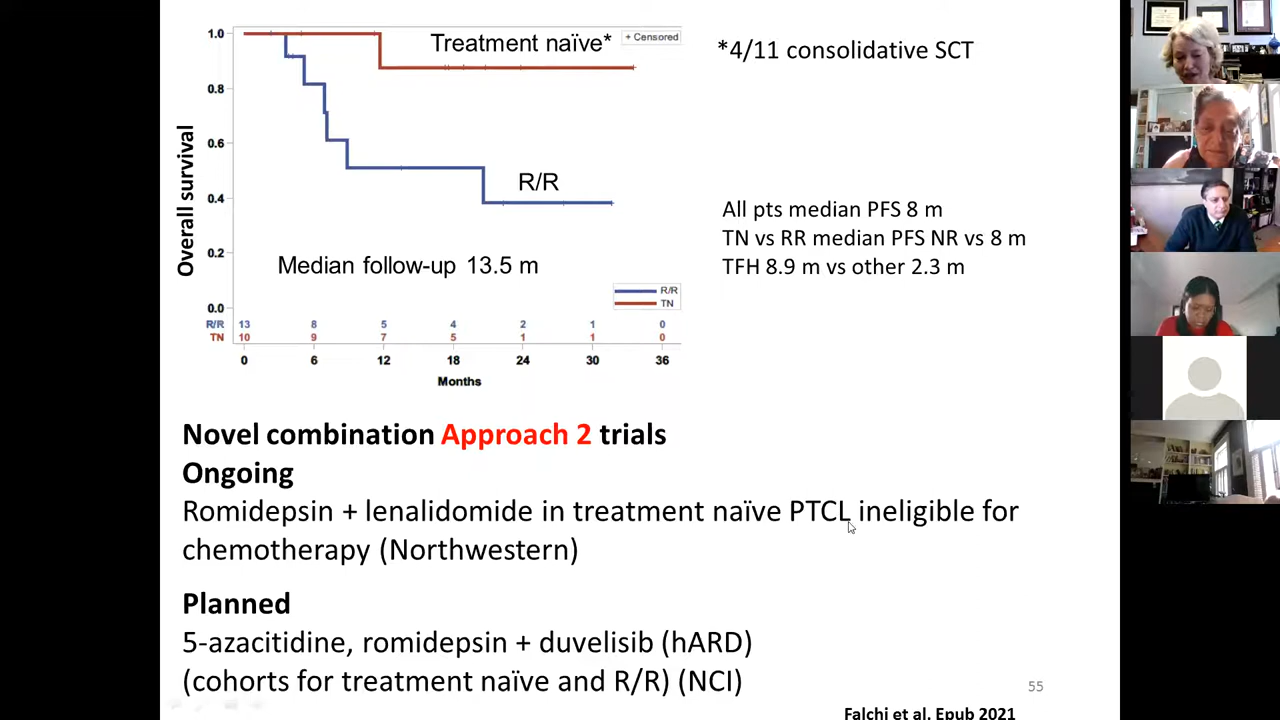 1.0
0.8
0.6
0.4
0.2
0.0
Overall survival
Treatment naïve*
+ Censored
R/R
Median follow-up 13.5 m
R/R
TN
R/R 13 8 5 4 2 1 0
TN 10 9 7 5 1 1 0
0 6 12 18 24 30 36
Months
*4/11 consolidative SCT
All pts median PFS 8 m
TN vs RR median PFS NR vs 8 m
TFH 8.9 m vs other 2.3 m
Novel combination Approach 2 trials
Ongoing
Romidepsin + lenalidomide in treatment naïve PTCL ineligible for
chemotherapy (Northwestern)
Planned
5-azacitidine, romidepsin + duvelisib (hARD)
(cohorts for treatment naïve and R/R) (NCI)
55
Falchi et al. Epub 2021